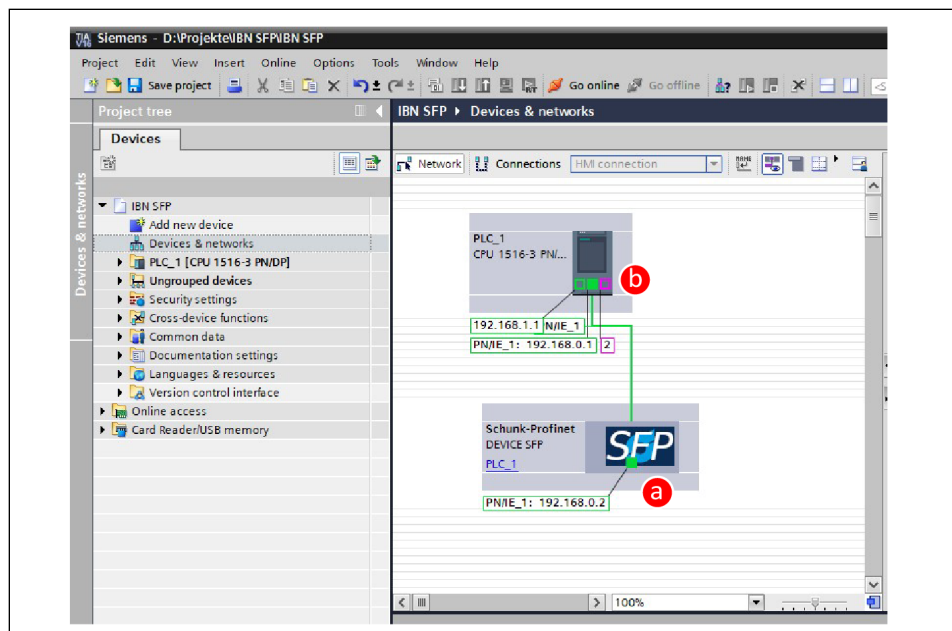 TIA V16 Siemens - D:\Projekte\IBN SFP\IBN SFP
Project Edit View Insert Online Options Tools Window Help
Save project Go online Go offline
Project tree
IBN SFP Devices & networks
Devices
Network Connections HMI connection
Devices & networks
IBN SFP
Add new device
Devices & networks
PLC_1 [CPU 1516-3 PN/DP]
Ungrouped devices
Security settings
Cross-device functions
Common data
Documentation settings
Languages & resources
Version control interface
Online access
Card Reader/USB memory
PLC_1
CPU 1516-3 PN/...
b
192.168.1.1 N/IE_1
PN/IE_1: 192.168.0.1 2
Schunk-Profinet
DEVICE SFP
PLC_1
SFP
a
PN/IE_1: 192.168.0.2
100%